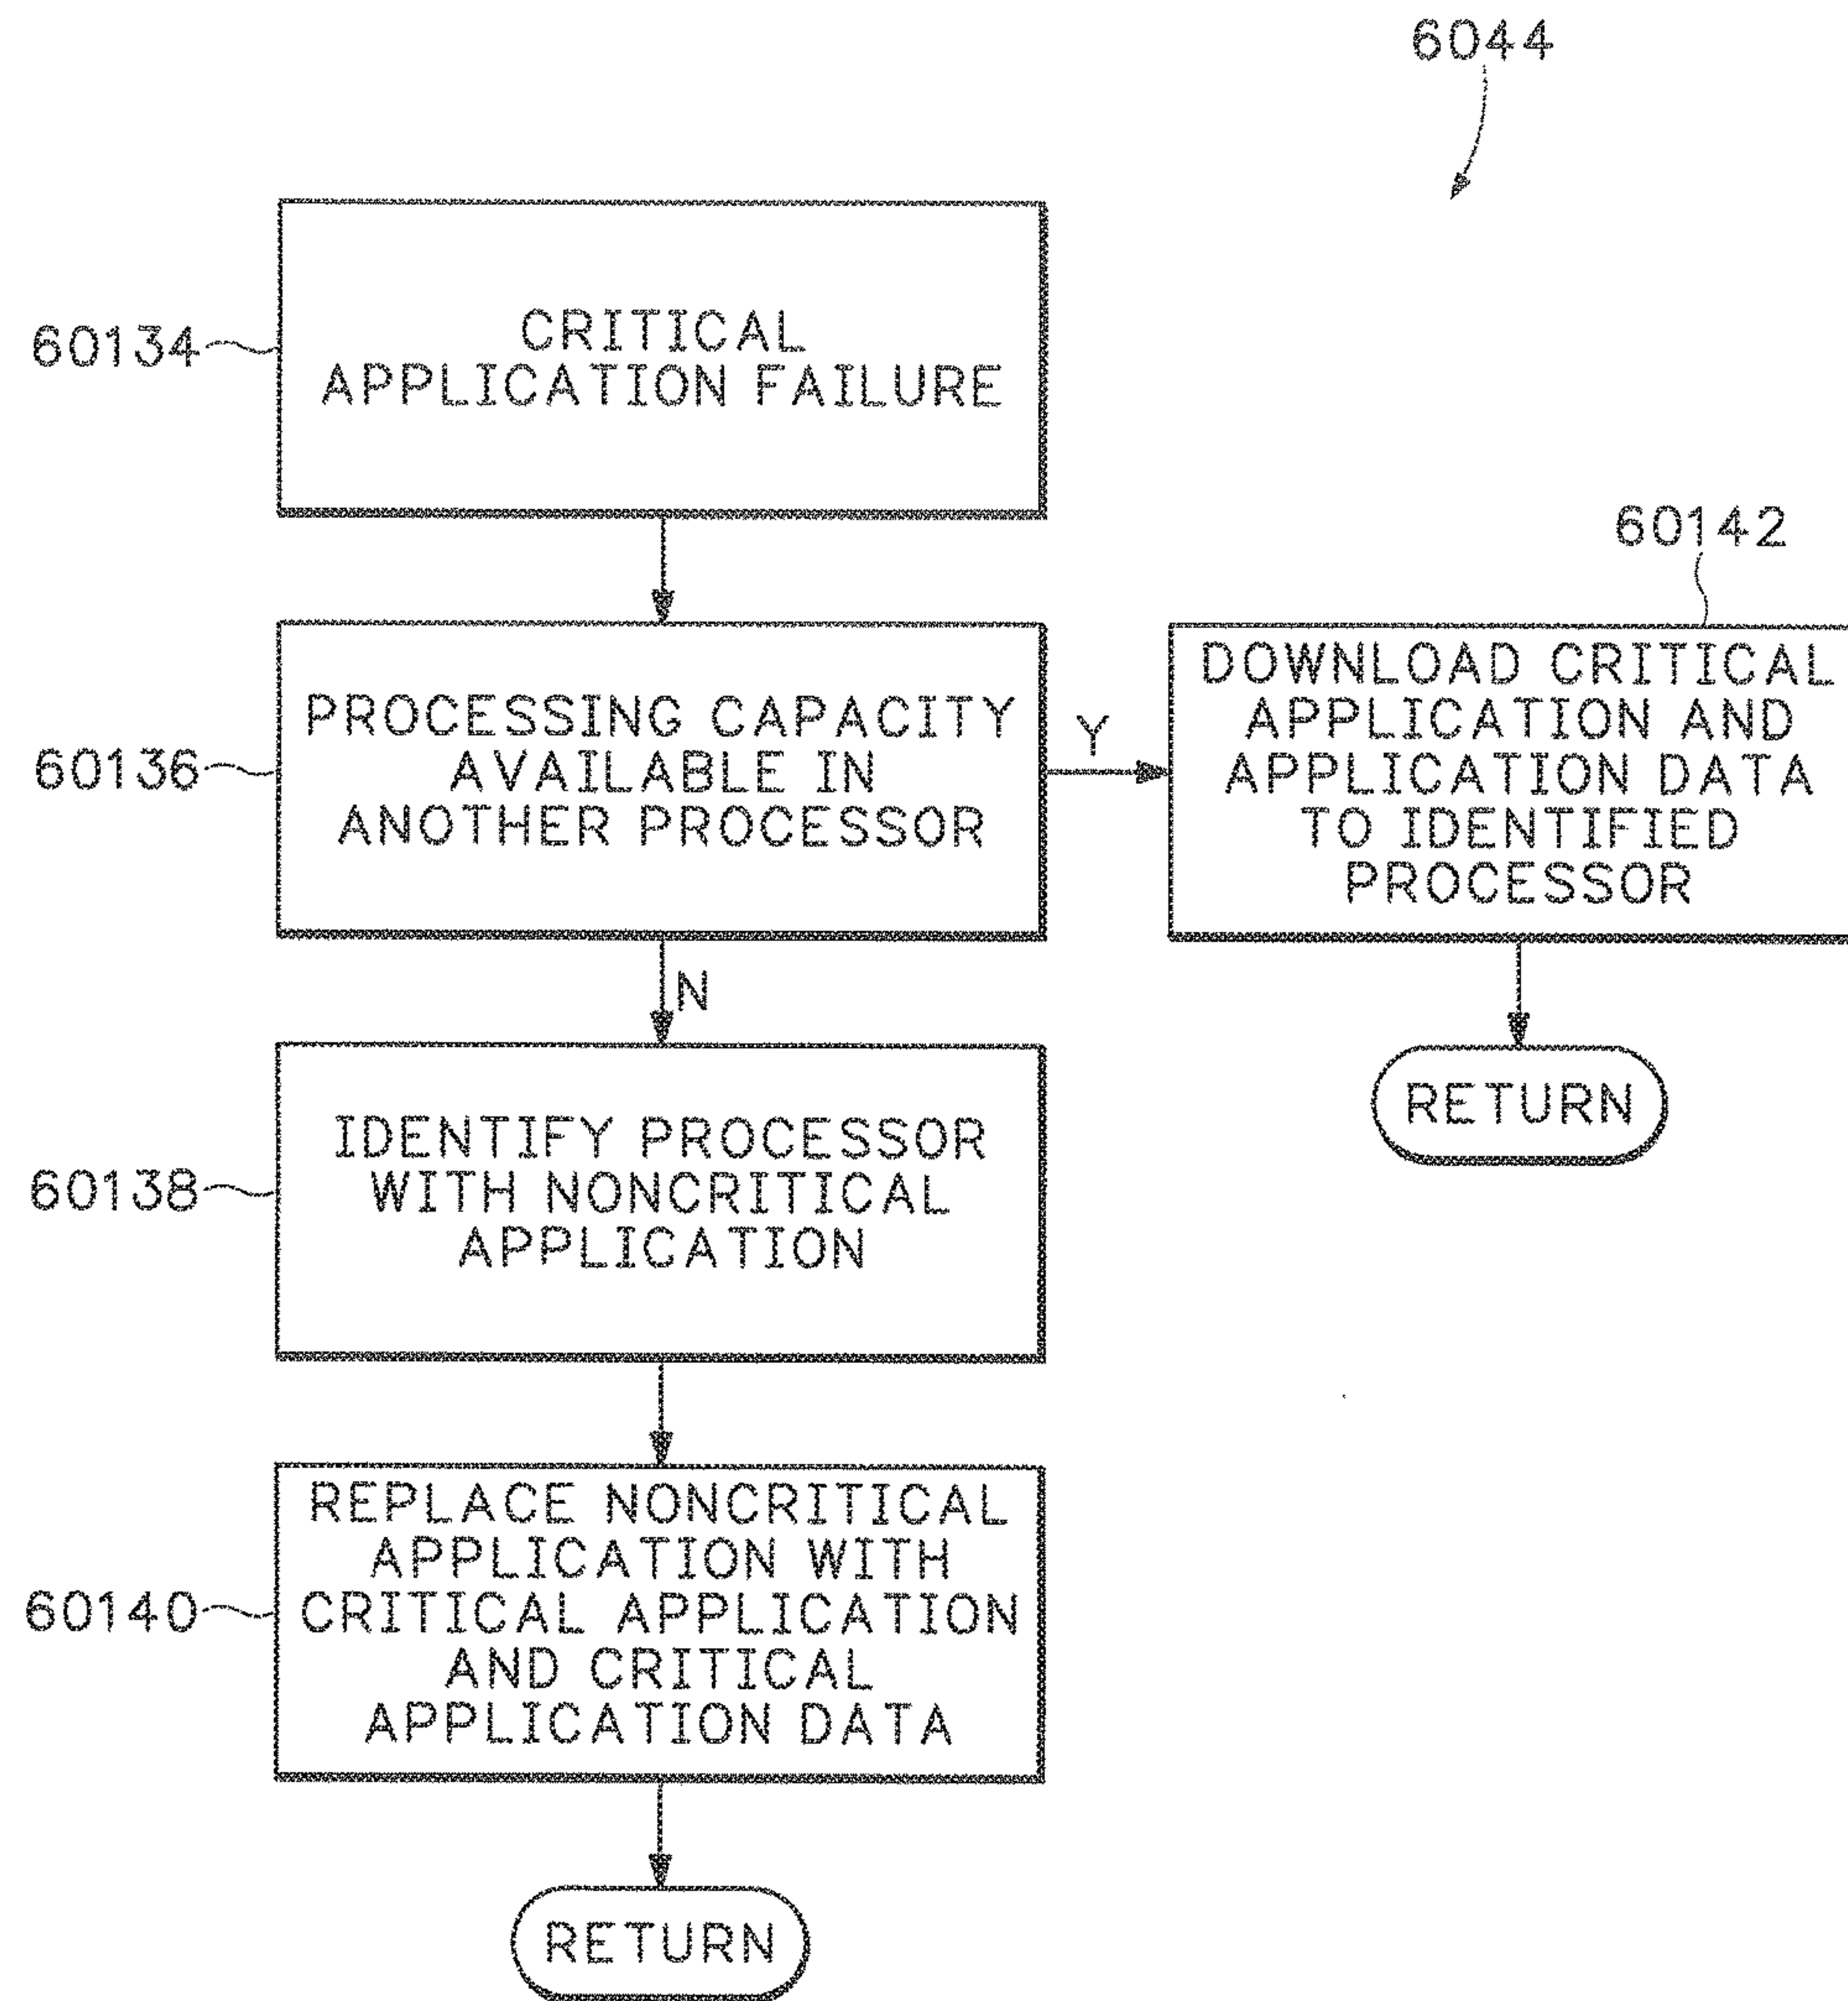 6044
60134
CRITICAL
APPLICATION FAILURE
60136
PROCESSING CAPACITY
AVAILABLE IN
ANOTHER PROCESSOR
Y
60142
DOWNLOAD CRITICAL
APPLICATION AND
APPLICATION DATA
TO IDENTIFIED
PROCESSOR
RETURN
N
60138
IDENTIFY PROCESSOR
WITH NONCRITICAL
APPLICATION
60140
REPLACE NONCRITICAL
APPLICATION WITH
CRITICAL APPLICATION
AND CRITICAL
APPLICATION DATA
RETURN